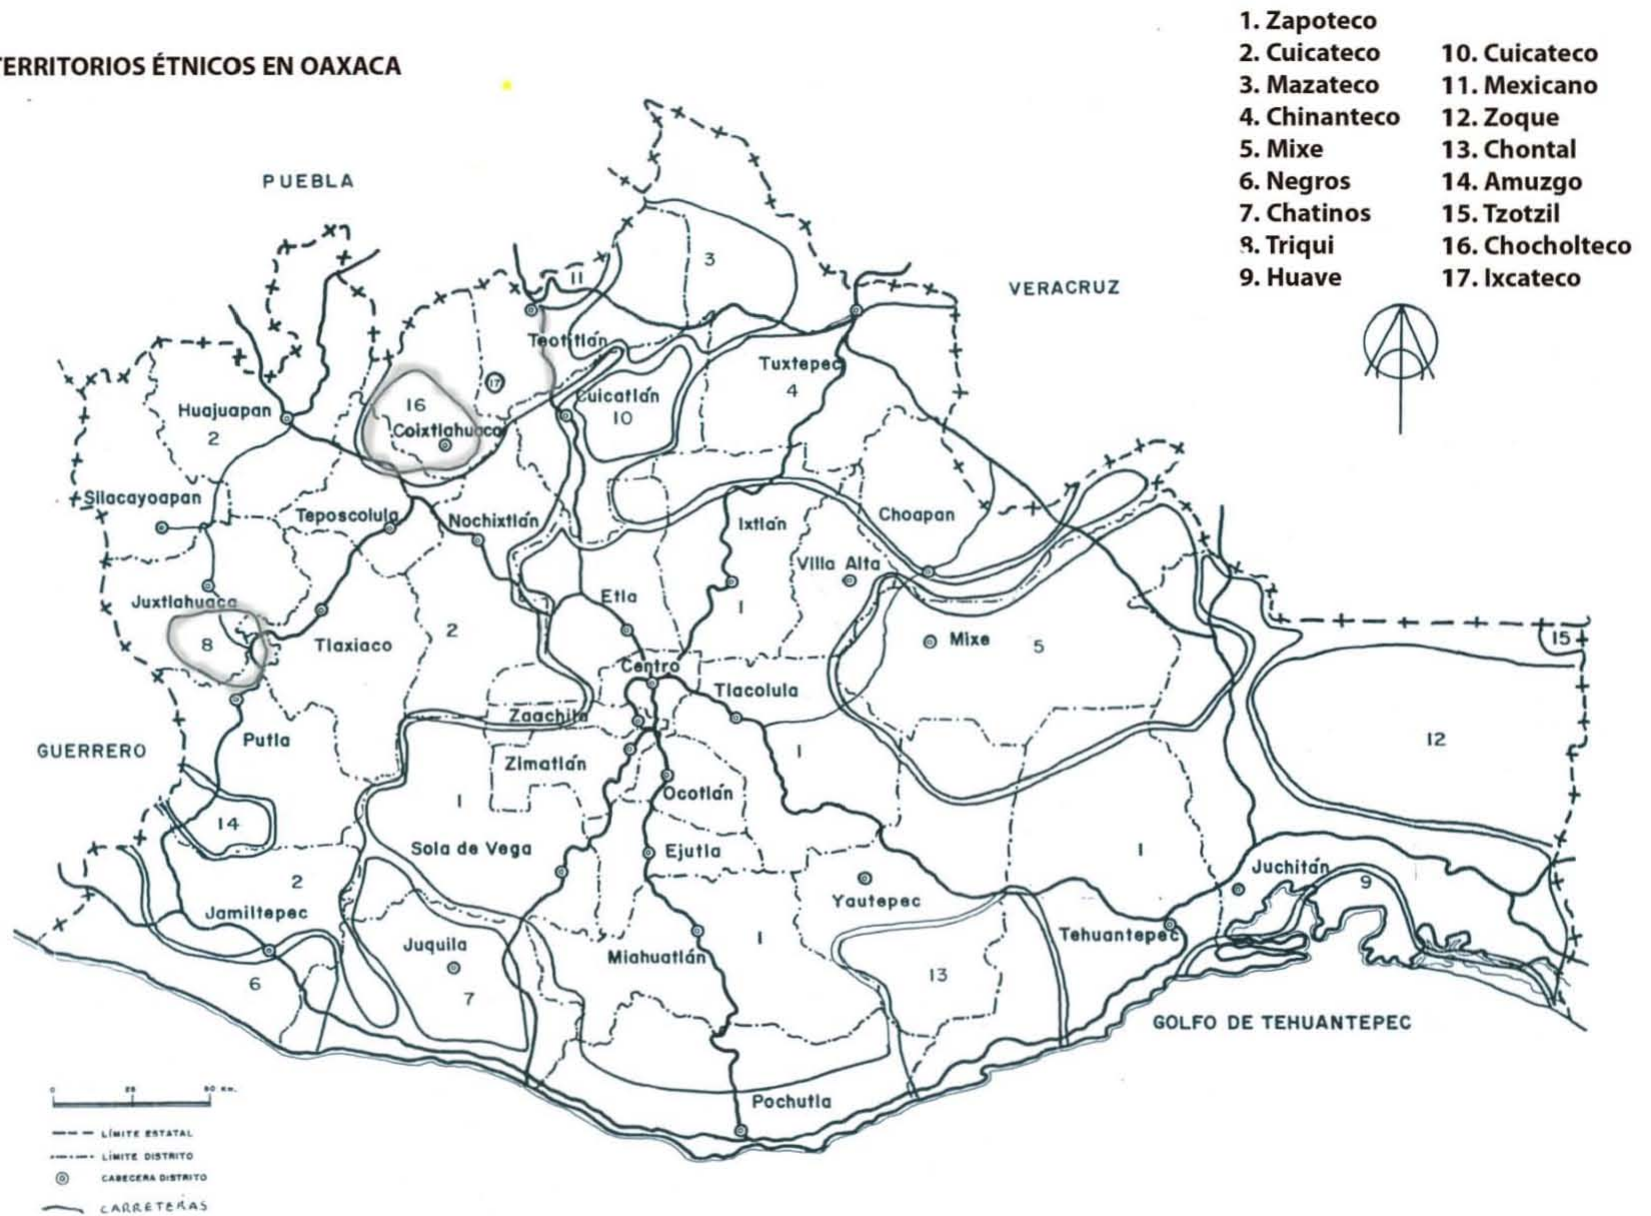 1. Zapoteco
2. Cuicateco
3. Mazateco
4. Chinanteco
5. Mixe
6. Negros
7. Chatinos
8. Triqui
9. Huave
10. Cuicateco
11. Mexicano
12. Zoque
13. Chontal
14. Amuzgo
15. Tzotzil
16. Chocholteco
17. Ixcateco
TERRITORIOS ÉTNICOS EN OAXACA
PUEBLA
VERACRUZ
3
11
Teotitlán
17
Tuxtepec
4
Huajuapan
2
16
Coixtlahuaca
Cuicatlán
10
Silacayoapan
Teposcolula
Nochixtlán
Ixtlán
Choapan
Villa Alta
Juxtlahuaca
Etla
1
8
Tlaxiaco
2
Mixe
5
15
Centro
Tlacolula
Zaachila
GUERRERO
Putla
Zimatlán
1
12
Ocotlán
14
1
Sola de Vega
Ejutla
1
Juchitán
2
9
Jamiltepec
Yautepec
Juquila
Miahuatlán
1
Tehuantepec
6
7
13
GOLFO DE TEHUANTEPEC
Pochutla
0 25 50 Km.
LÍMITE ESTATAL
LÍMITE DISTRITO
CABECERA DISTRITO
CARRETERAS